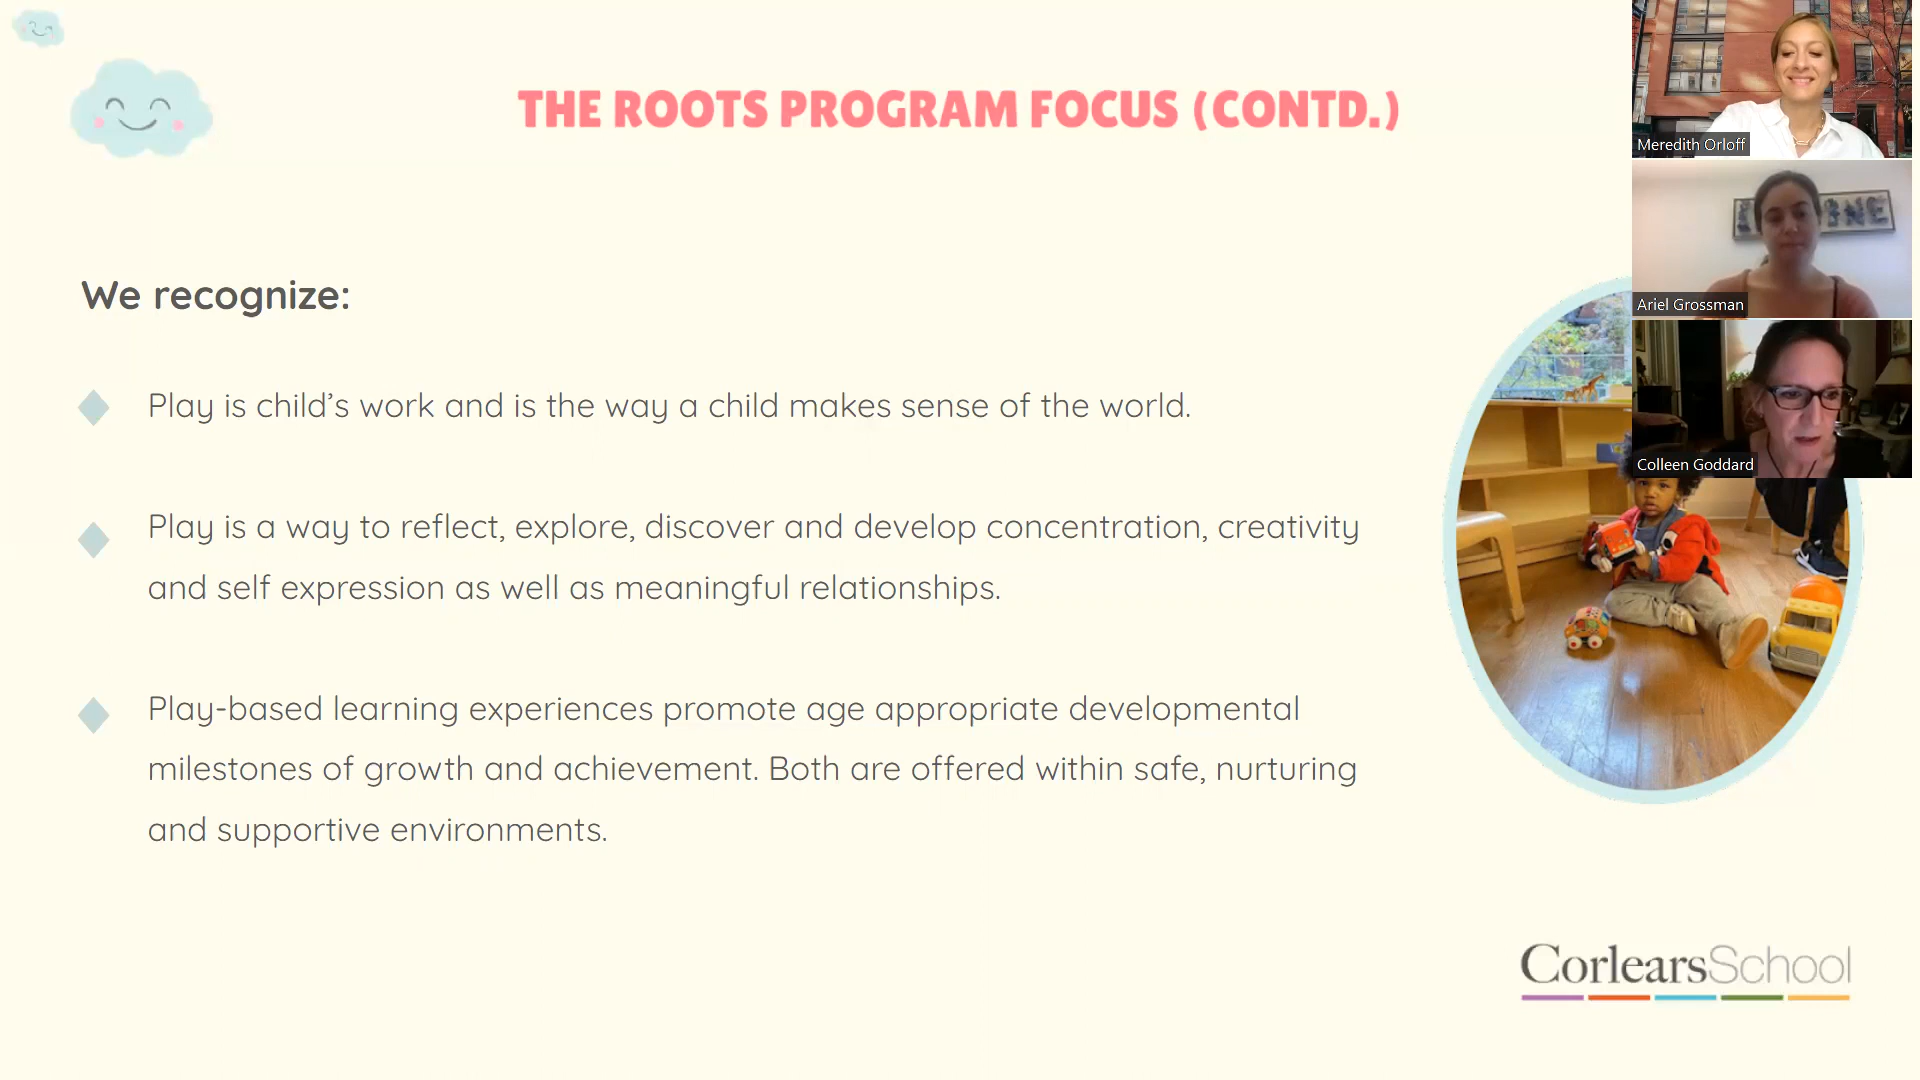 THE ROOTS PROGRAM FOCUS (CONTD.)
We recognize:
Play is child’s work and is the way a child makes sense of the world.
Play is a way to reflect, explore, discover and develop concentration, creativity
and self expression as well as meaningful relationships.
Play-based learning experiences promote age appropriate developmental
milestones of growth and achievement. Both are offered within safe, nurturing
and supportive environments.
Meredith Orloff
Ariel Grossman
Colleen Goddard
CorlearsSchool